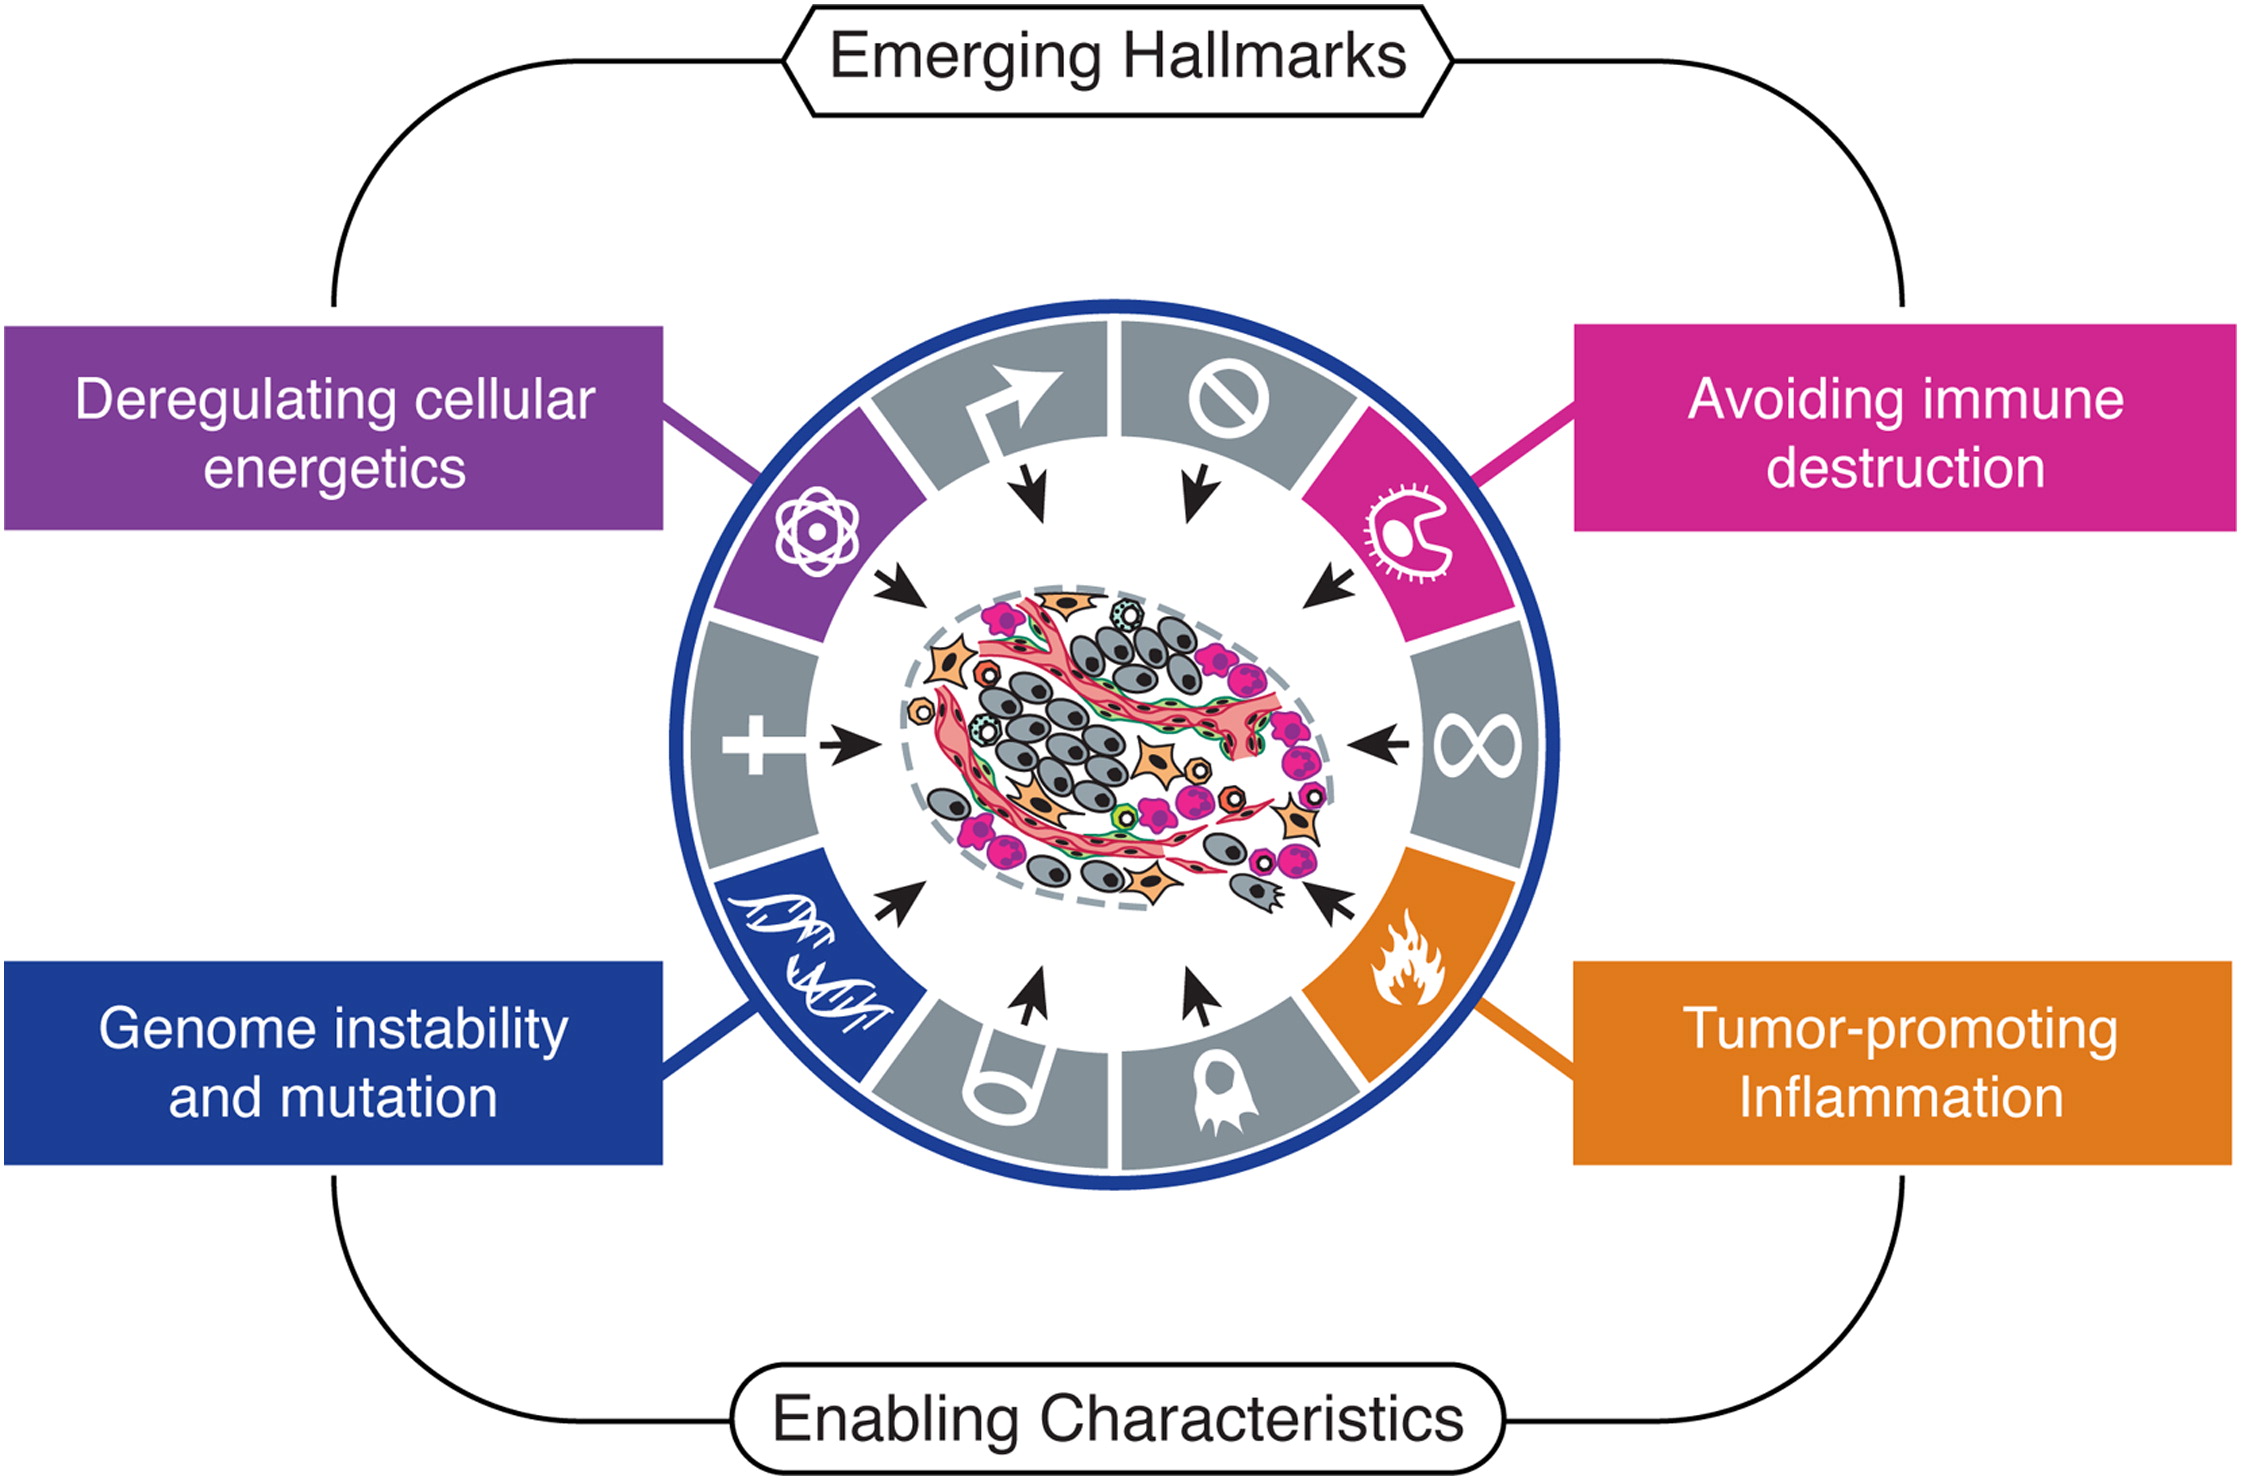 Emerging Hallmarks
Deregulating cellular
energetics
Avoiding immune
destruction
Genome instability
and mutation
Tumor-promoting
Inflammation
Enabling Characteristics